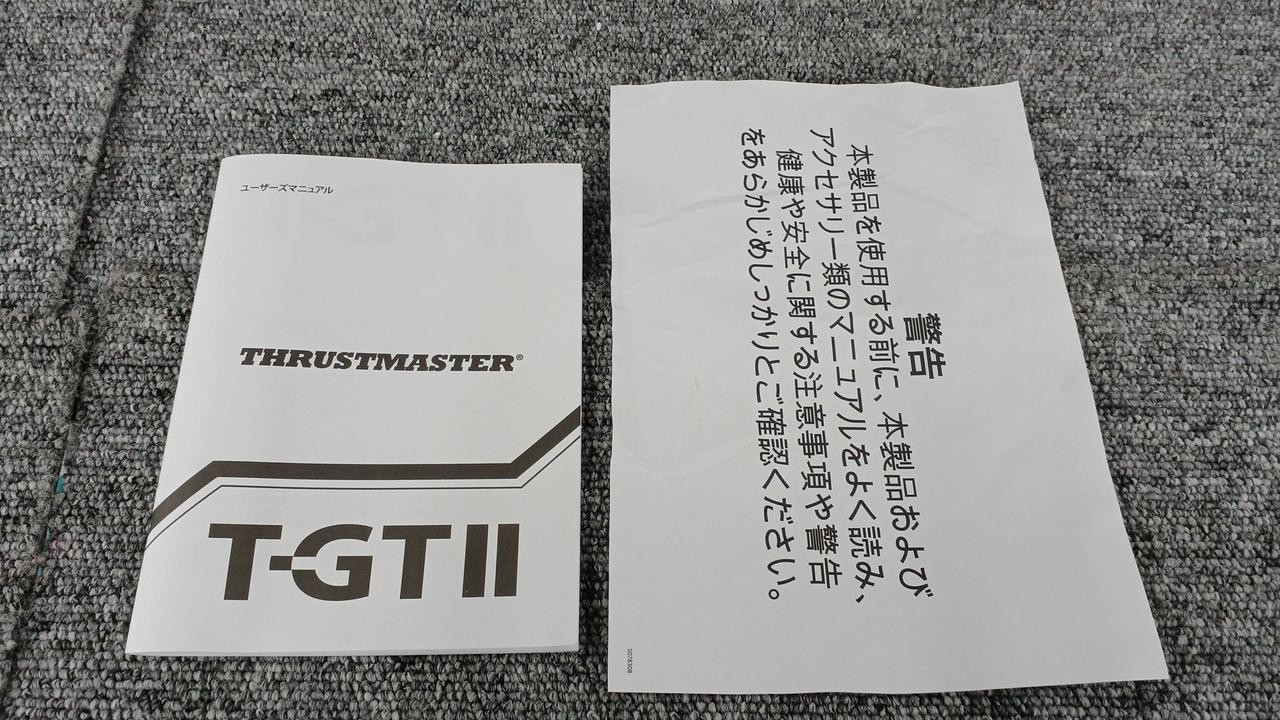 ユーザーズマニュアル
THRUSTMASTER®
T-GT II
警告
本製品を使用する前に、本製品および
アクセサリー類のマニュアルをよく読み、
健康や安全に関する注意事項や警告
をあらかじめしっかりとご確認ください。
5078308